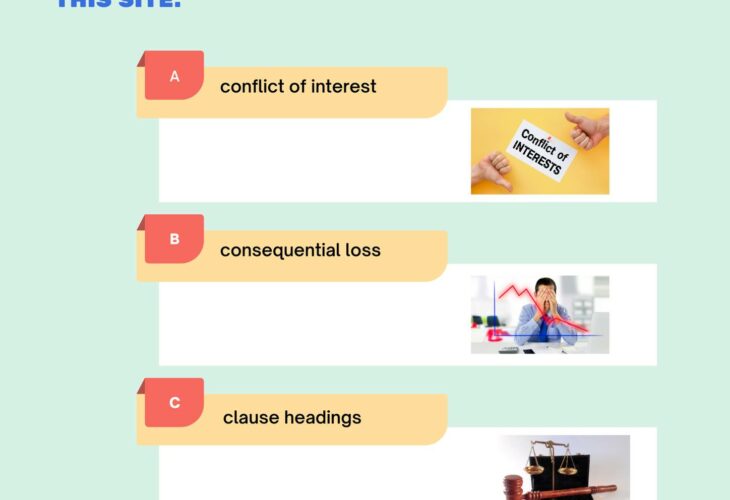 THIS SITE.
A
conflict of interest
Conflict of
INTERESTS
B
consequential loss
C
clause headings